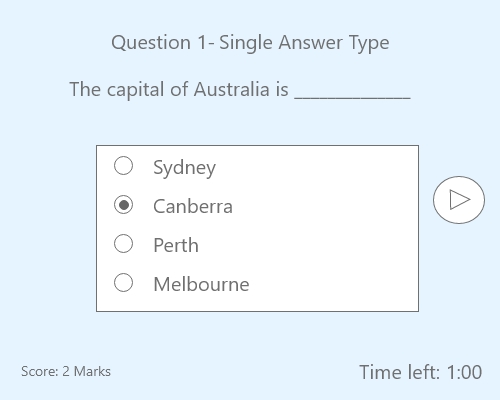 Question 1- Single Answer Type
The capital of Australia is ______________
Sydney
Canberra
Perth
Melbourne
Score: 2 Marks
Time left: 1:00